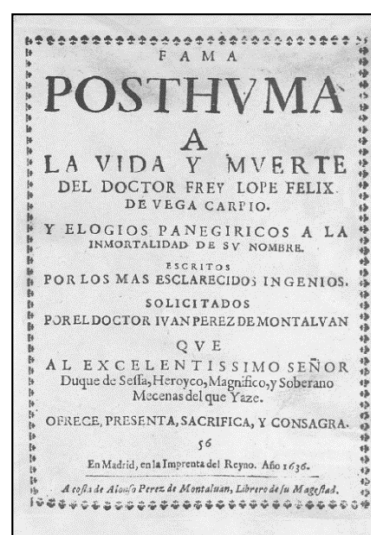 FAMA
POSTHVMA
A
LA VIDA Y MVERTE
DEL DOCTOR FREY LOPE FELIX
DE VEGA CARPIO.
Y ELOGIOS PANEGIRICOS A LA
INMORTALIDAD DE SV NOMBRE.
ESCRITOS
POR LOS MAS ESCLARECIDOS INGENIOS.
SOLICITADOS
POR EL DOCTOR IVAN PEREZ DE MONTALVAN
QVE
AL EXCELENTISSIMO SEÑOR
Duque de Sessa, Heroyco, Magnifico, y Soberano
Mecenas del que Yaze.
OFRECE, PRESENTA, SACRIFICA, Y CONSAGRA.
56
En Madrid, en la Imprenta del Reyno. Año 1636.
A costa de Alonso Perez de Montaluan, Librero de su Magestad.